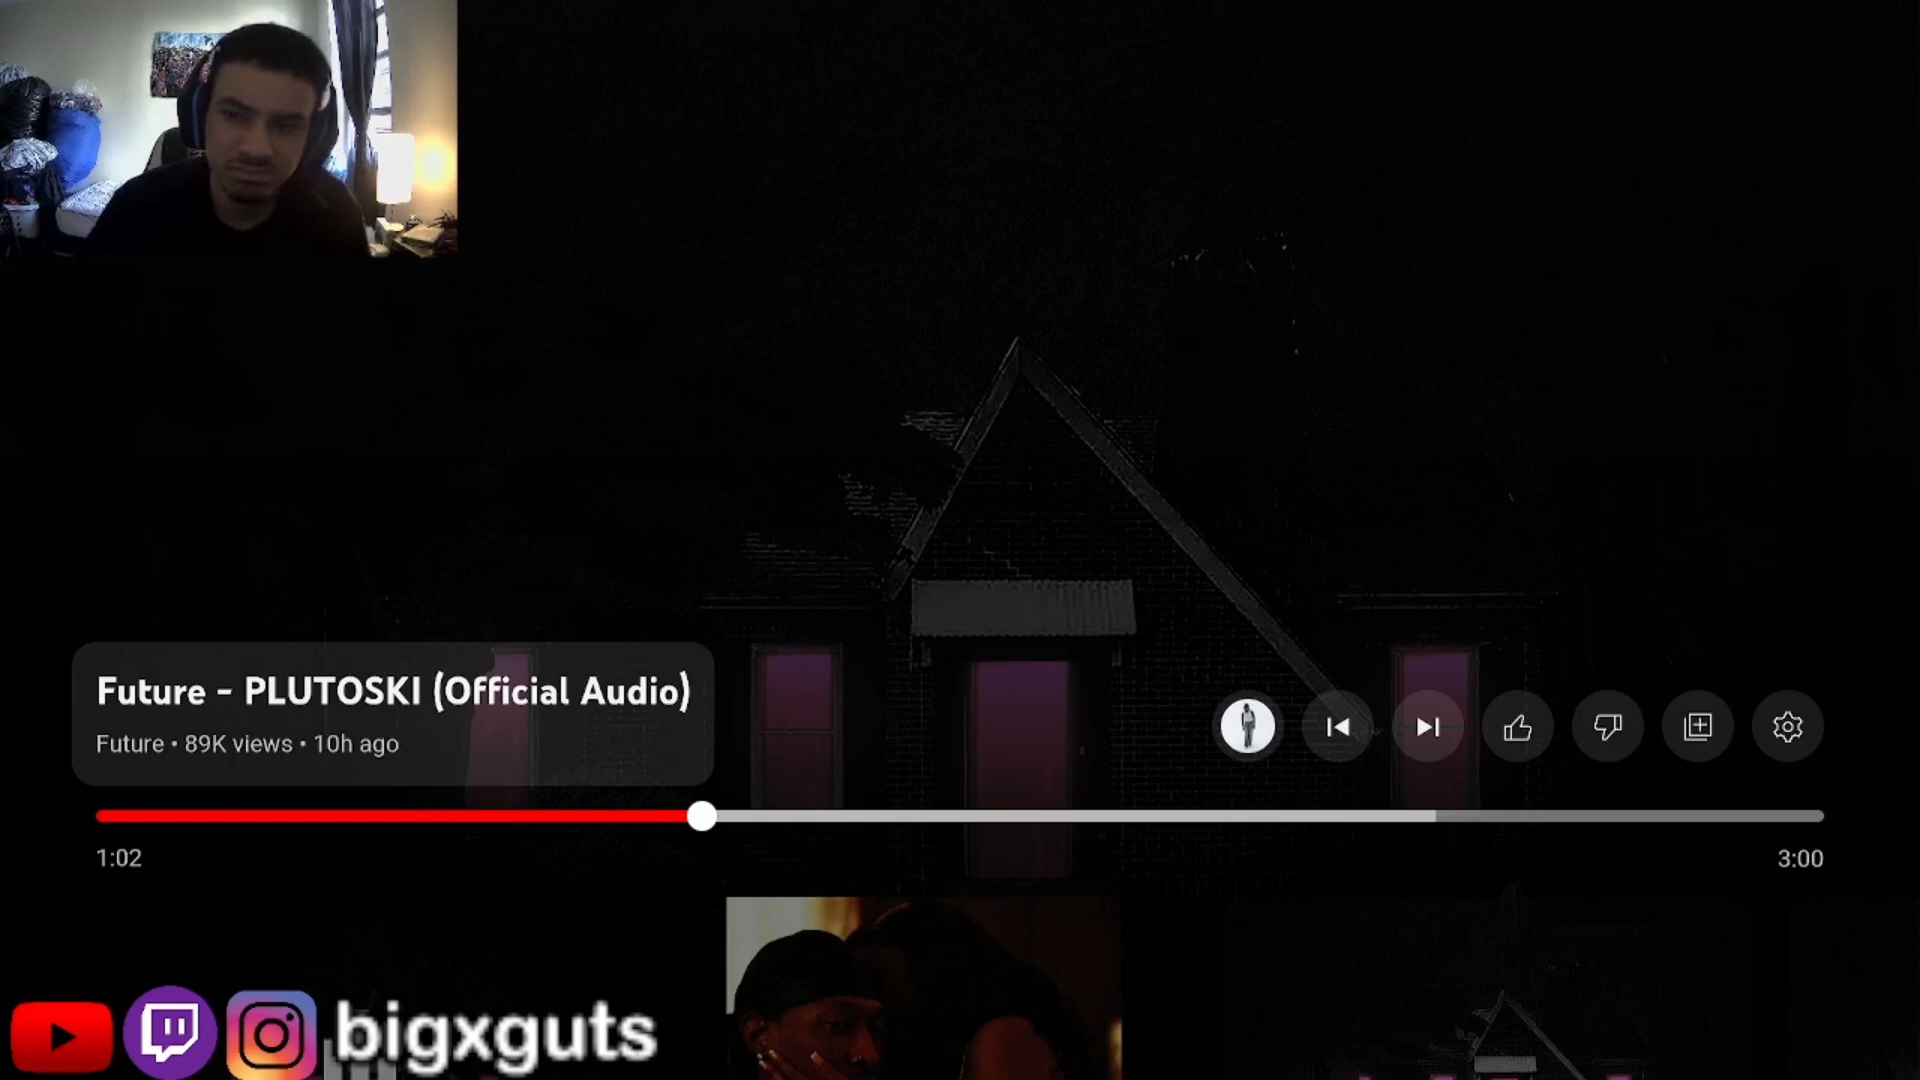 Future - PLUTOSKI (Official Audio)
Future • 89K views • 10h ago
1:02
3:00
bigxguts